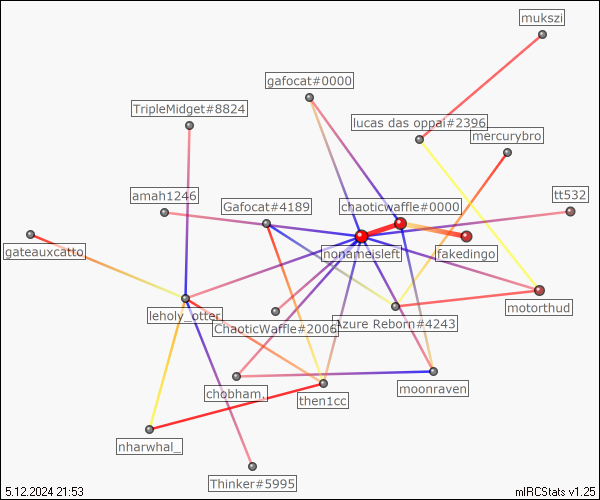 mukszi
gafocat#0000
TripleMidget#8824
lucas das oppai#2396
mercurybro
amah1246
Gafocat#4189
chaoticwaffle#0000
tt532
gateauxcatto
nonameisleft
fakedingo
leholy_otter
ChaoticWaffle#2006
Azure Reborn#4243
motorthud
chobham.
then1cc
moonraven
nharwhal_
Thinker#5995
5.12.2024 21:53
mIRCStats v1.25